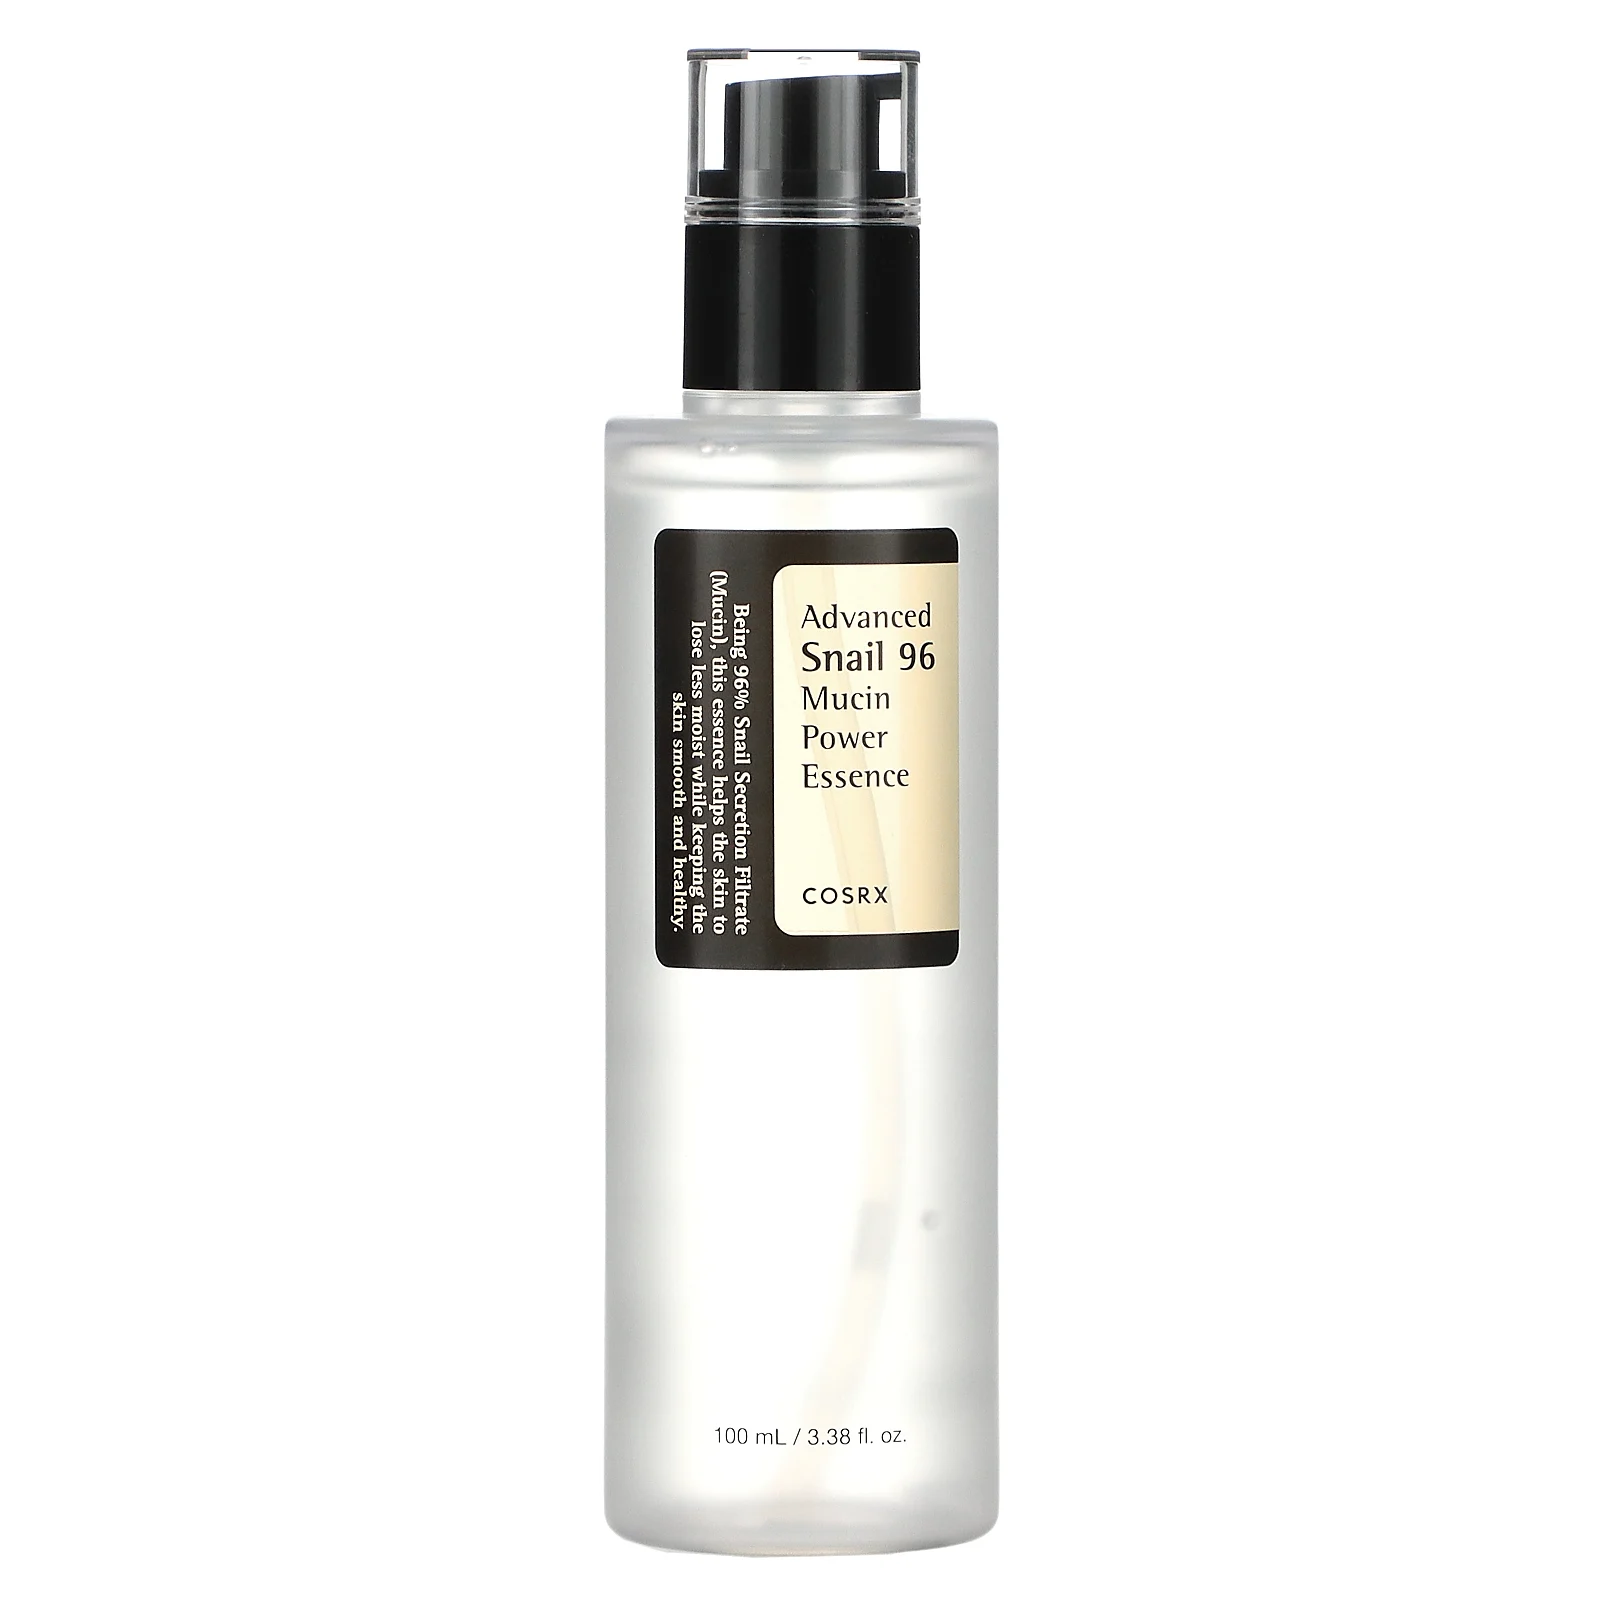 Advanced
Snail 96
Mucin
Power
Essence
COSRX
Being 96% Snail Secretion Filtrate
(Mucin), this essence helps the skin to
lose less moist while keeping the
skin smooth and healthy.
100 mL / 3.38 fl. oz.